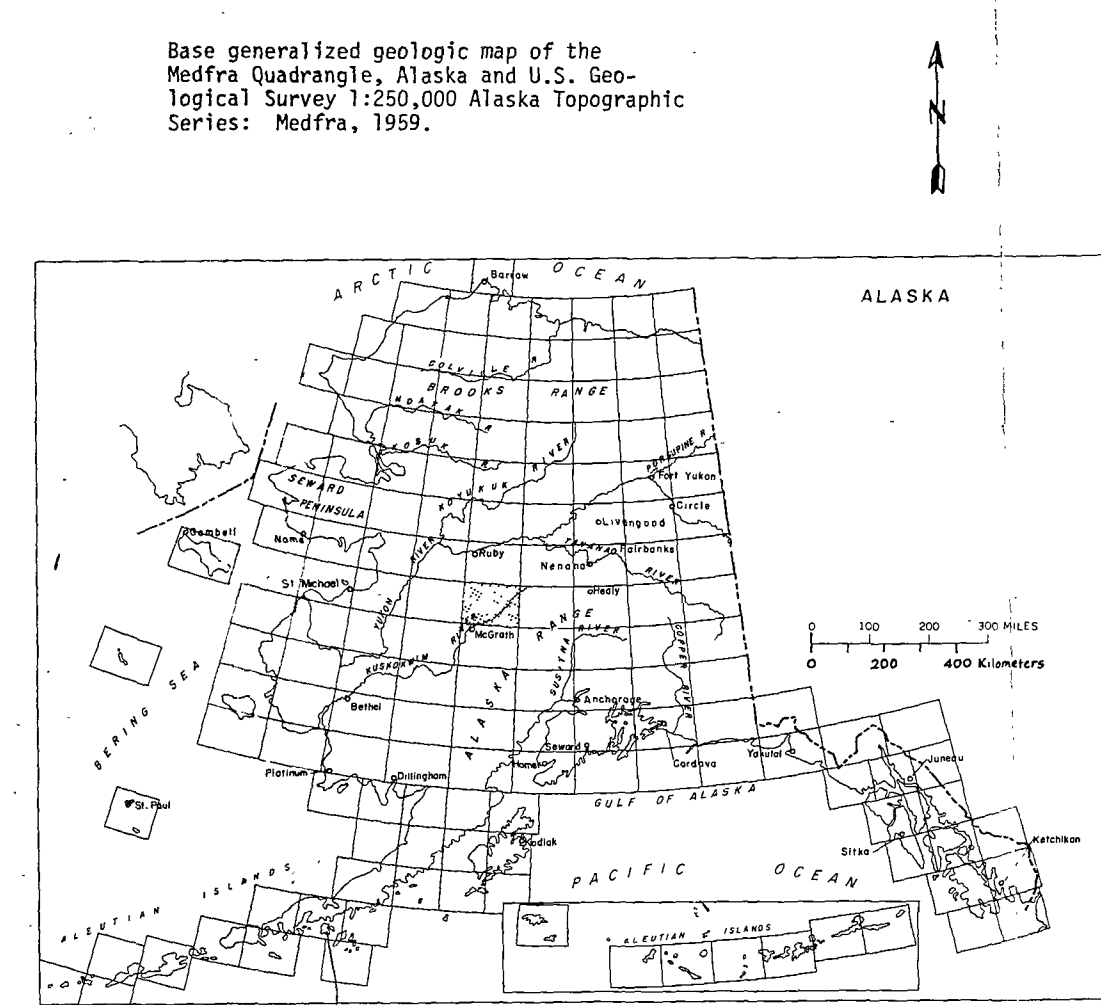 Base generalized geologic map of the
Medfra Quadrangle, Alaska and U.S. Geo-
logical Survey 1:250,000 Alaska Topographic
Series: Medfra, 1959.
N
ARCTIC OCEAN
Barrow
ALASKA
COLVILLE R
BROOKS RANGE
NOATAK R
KOBUK R
KOYUKUK RIVER
PORCUPINE R
Fort Yukon
SEWARD
PENINSULA
Circle
Livengood
Gambell
Nome
YUKON RIVER
Ruby
TANANA RIVER
Fairbanks
Nenana
St Michael
Healy
McGrath
ALASKA RANGE
SUSITNA RIVER
COPPER RIVER
KUSKOKWIM RIVER
0 100 200 300 MILES
0 200 400 Kilometers
BERING SEA
Bethel
Anchorage
Seward
Homer
Cordova
Yakutat
Juneau
Platinum
Dillingham
GULF OF ALASKA
St. Paul
Kodiak
Sitka
Ketchikan
PACIFIC OCEAN
ALEUTIAN ISLANDS
ALEUTIAN ISLANDS